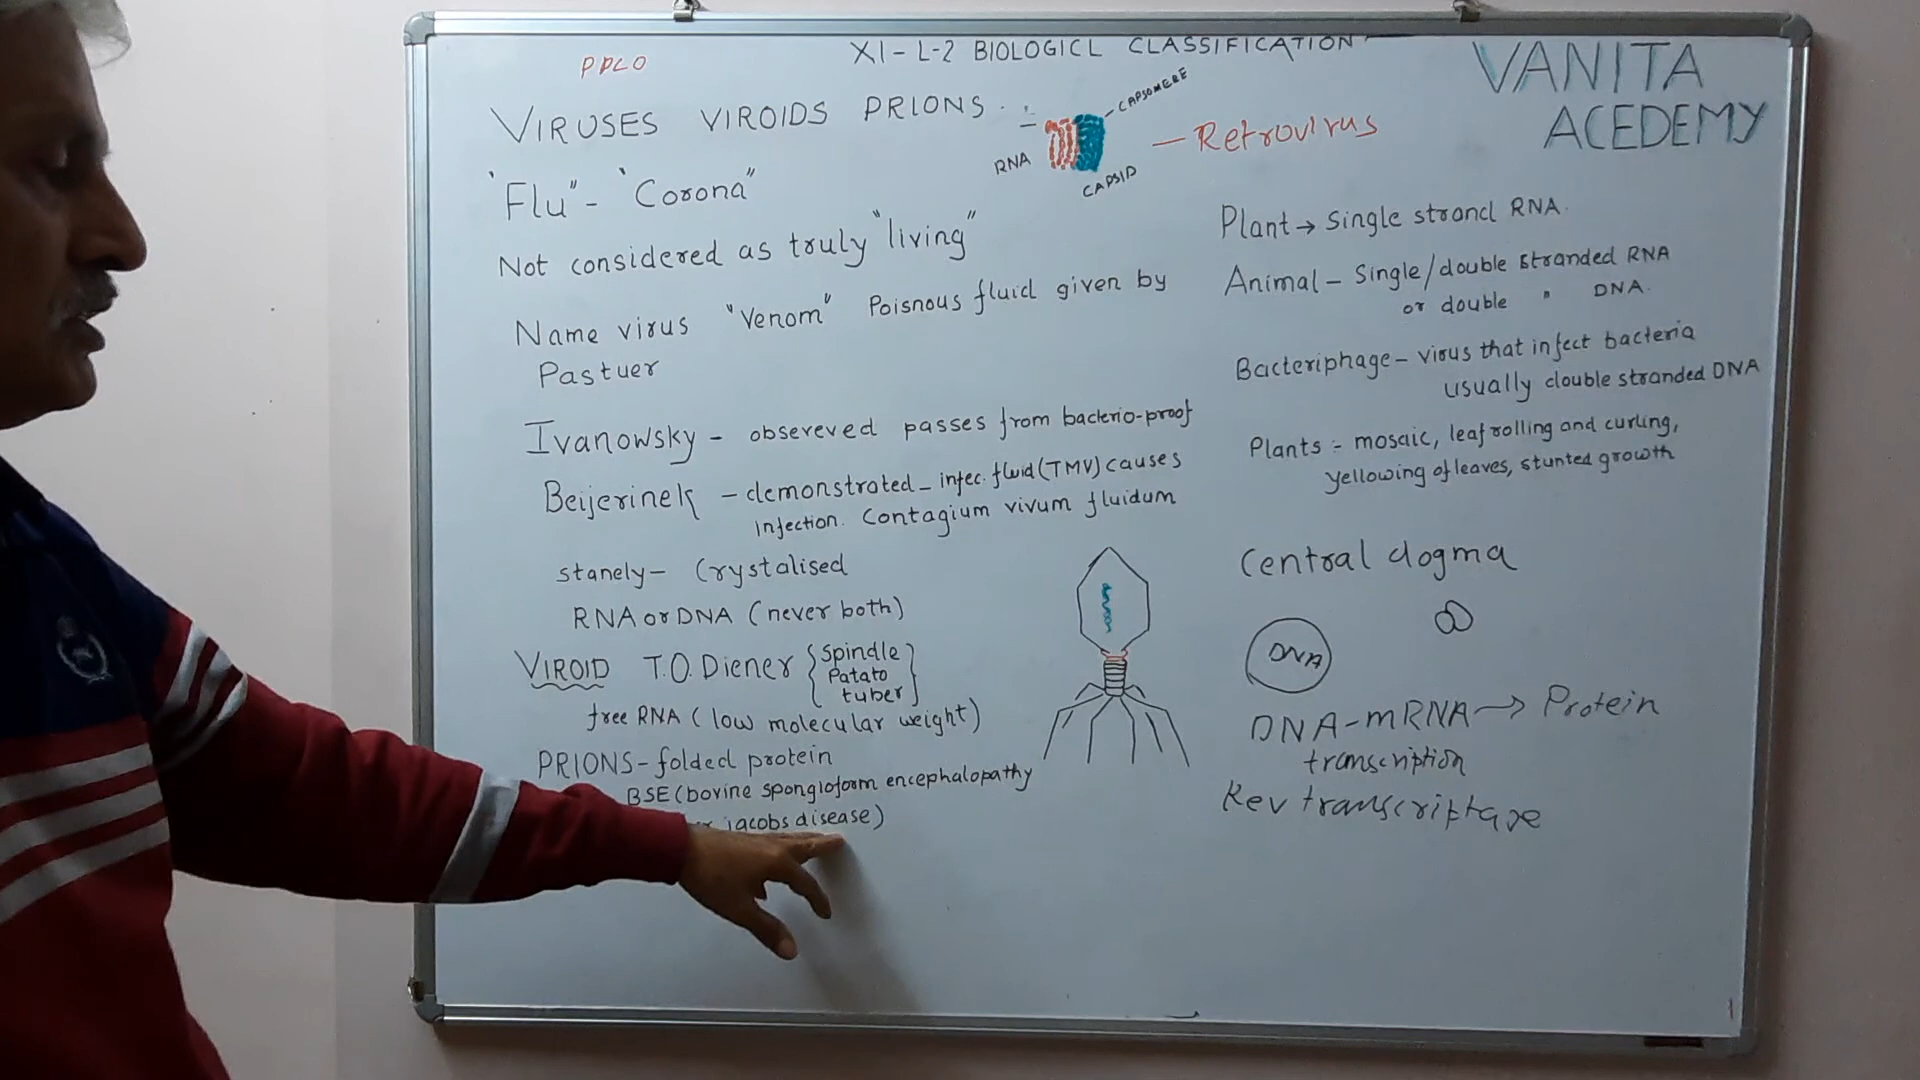 PPLO
XI-L-2 BIOLOGICL CLASSIFICATION
VANITA
ACEDEMY
VIRUSES VIROIDS PRIONS :-
CAPSOMERE
RNA
CAPSID
— Retrovirus
'Flu" - 'Corona"
Not considered as truly "living"
Name virus "Venom" Poisnous fluid given by
Pastuer
Ivanowsky - obsereved passes from bacterio-proof
Beijerinek - demonstrated - infec. fluid (TMV) causes
Infection. Contagium vivum fluidum
stanely - Crystalised
RNA or DNA (never both)
VIROID T.O. Diener { Spindle
Patato
tuber }
free RNA (low molecular weight)
PRIONS - folded protein
BSE (bovine spongioform encephalopathy
jacobs disease)
Plant → Single strand RNA.
Animal - Single/double stranded RNA
or double " DNA.
Bacteriphage - virus that infect bacteria
usually double stranded DNA
Plants :- mosaic, leaf rolling and curling,
yellowing of leaves, stunted growth
Central dogma
DNA
DNA-mRNA → Protein
transcription
Rev transcriptase